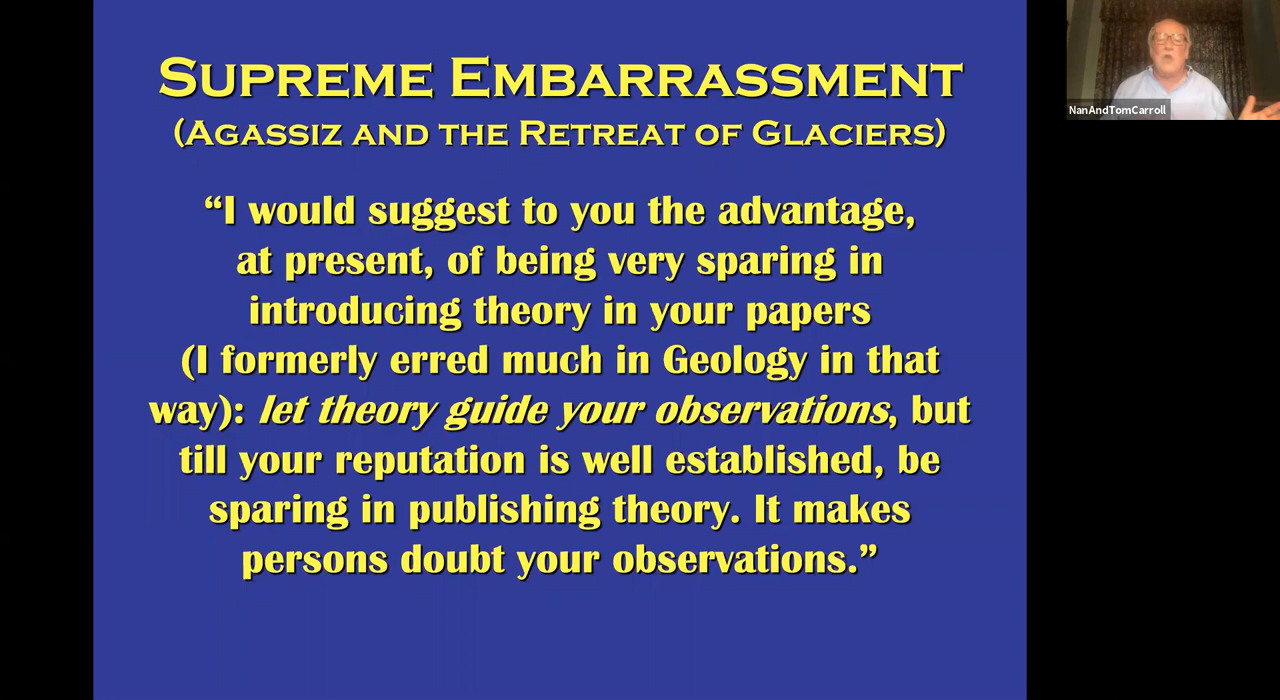 SUPREME EMBARRASSMENT
(AGASSIZ AND THE RETREAT OF GLACIERS)
“I would suggest to you the advantage,
at present, of being very sparing in
introducing theory in your papers
(I formerly erred much in Geology in that
way): let theory guide your observations, but
till your reputation is well established, be
sparing in publishing theory. It makes
persons doubt your observations.”
NanAndTomCarroll